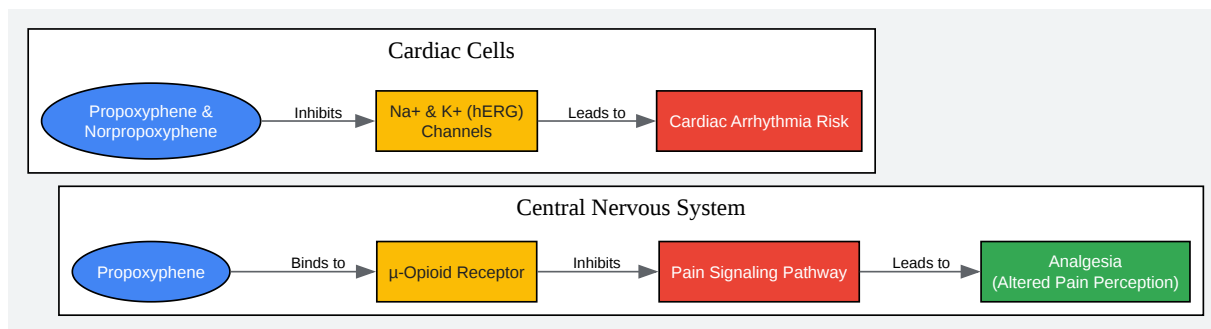 Cardiac Cells
Propoxyphene &
Norpropoxyphene
Inhibits
Na+ & K+ (hERG)
Channels
Leads to
Cardiac Arrhythmia Risk
Central Nervous System
Propoxyphene
Binds to
µ-Opioid Receptor
Inhibits
Pain Signaling Pathway
Leads to
Analgesia
(Altered Pain Perception)